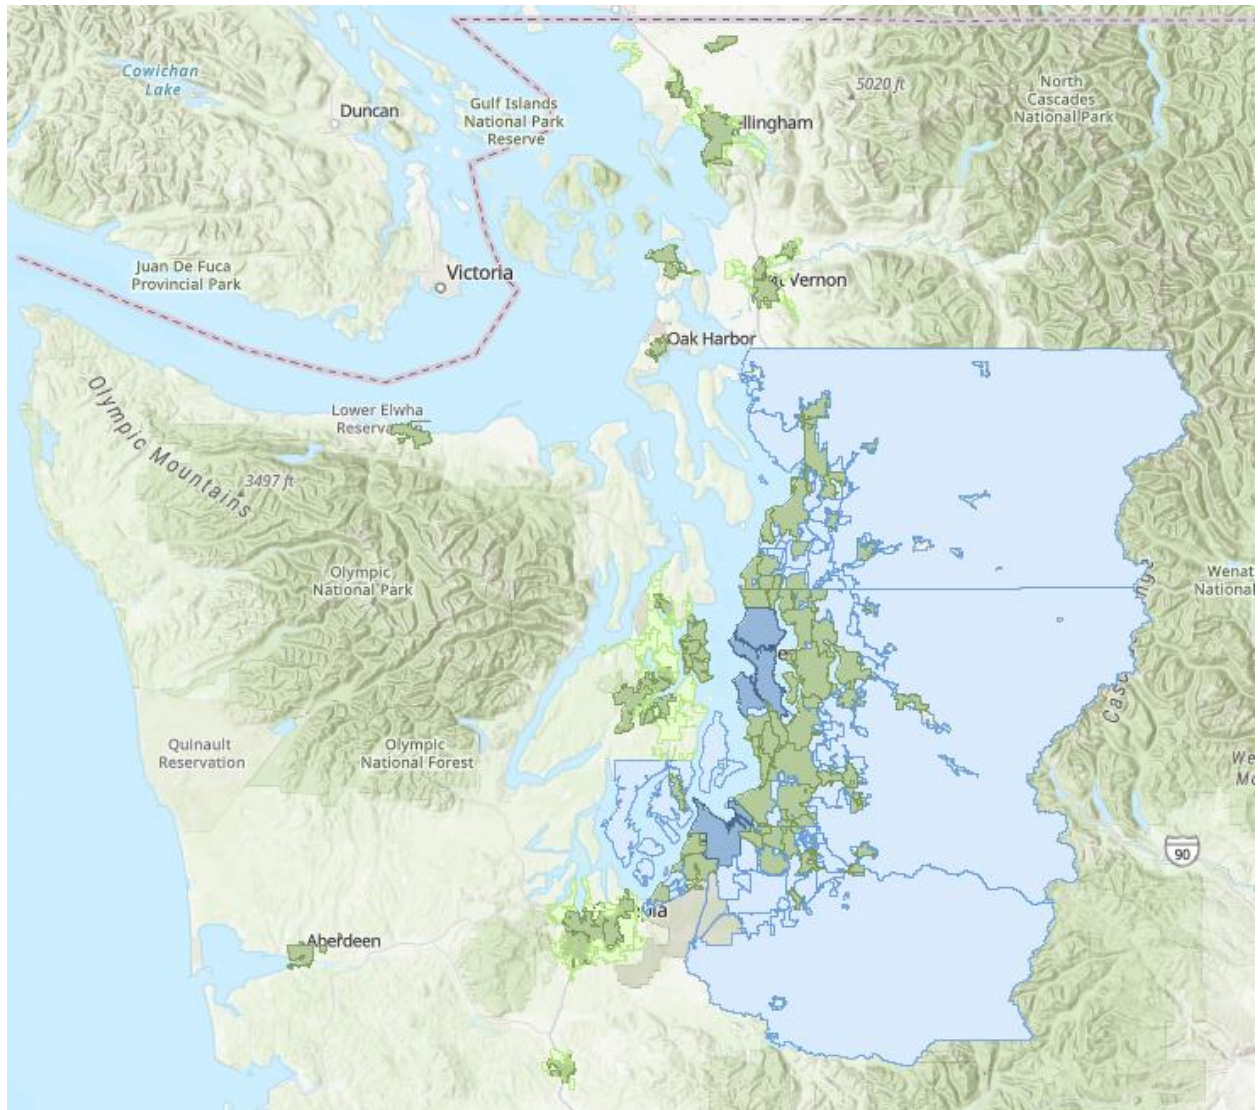 Cowichan
Lake
Duncan
Gulf Islands
National Park
Reserve
5020 ft
North
Cascades
National Park
llingham
Juan De Fuca
Provincial Park
Victoria
Vernon
Oak Harbor
Olympic Mountains
Lower Elwha
3497 ft
Olympic
National Park
Wenat
National
Quinault
Reservation
Olympic
National Forest
We
Mo
90
Aberdeen